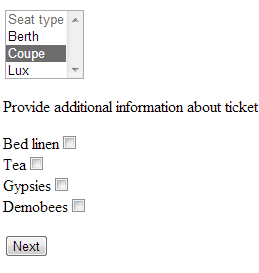 Seat type
Berth
Coupe
Lux
Provide additional information about ticket
Bed linen
Tea
Gypsies
Demobees
Next